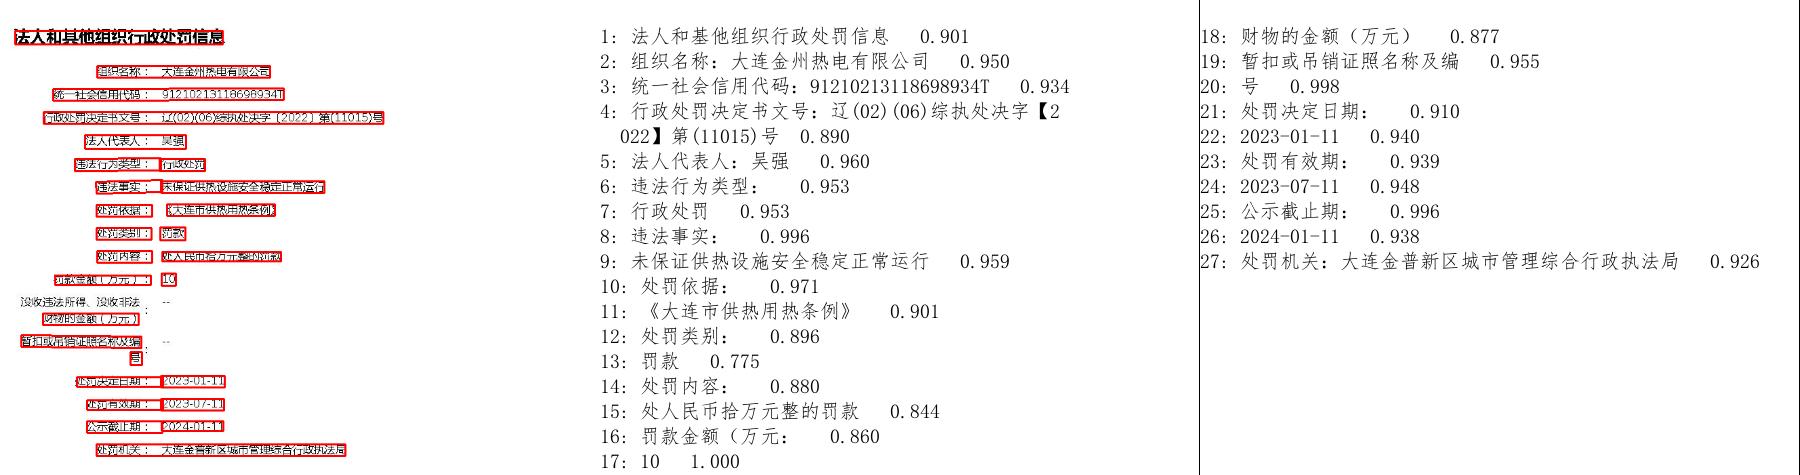 法人和其他组织行政处罚信息
组织名称： 大连金州热电有限公司
统一社会信用代码： 91210213118698934T
行政处罚决定书文号： 辽(02)(06)综执处决字〔2022〕第(11015)号
法人代表人： 吴强
违法行为类型： 行政处罚
违法事实： 未保证供热设施安全稳定正常运行
处罚依据： 《大连市供热用热条例》
处罚类别： 罚款
处罚内容： 处人民币拾万元整的罚款
罚款金额（万元）： 10
没收违法所得、没收非法
财物的金额（万元）： --
暂扣或吊销证照名称及编
号： --
处罚决定日期： 2023-01-11
处罚有效期： 2023-07-11
公示截止期： 2024-01-11
处罚机关： 大连金普新区城市管理综合行政执法局
1: 法人和基他组织行政处罚信息 0.901
2: 组织名称: 大连金州热电有限公司 0.950
3: 统一社会信用代码: 91210213118698934T 0.934
4: 行政处罚决定书文号: 辽(02)(06)综执处决字【2
022】第(11015)号 0.890
5: 法人代表人: 吴强 0.960
6: 违法行为类型: 0.953
7: 行政处罚 0.953
8: 违法事实: 0.996
9: 未保证供热设施安全稳定正常运行 0.959
10: 处罚依据: 0.971
11: 《大连市供热用热条例》 0.901
12: 处罚类别: 0.896
13: 罚款 0.775
14: 处罚内容: 0.880
15: 处人民币拾万元整的罚款 0.844
16: 罚款金额（万元: 0.860
17: 10 1.000
18: 财物的金额（万元） 0.877
19: 暂扣或吊销证照名称及编 0.955
20: 号 0.998
21: 处罚决定日期: 0.910
22: 2023-01-11 0.940
23: 处罚有效期: 0.939
24: 2023-07-11 0.948
25: 公示截止期: 0.996
26: 2024-01-11 0.938
27: 处罚机关: 大连金普新区城市管理综合行政执法局 0.926